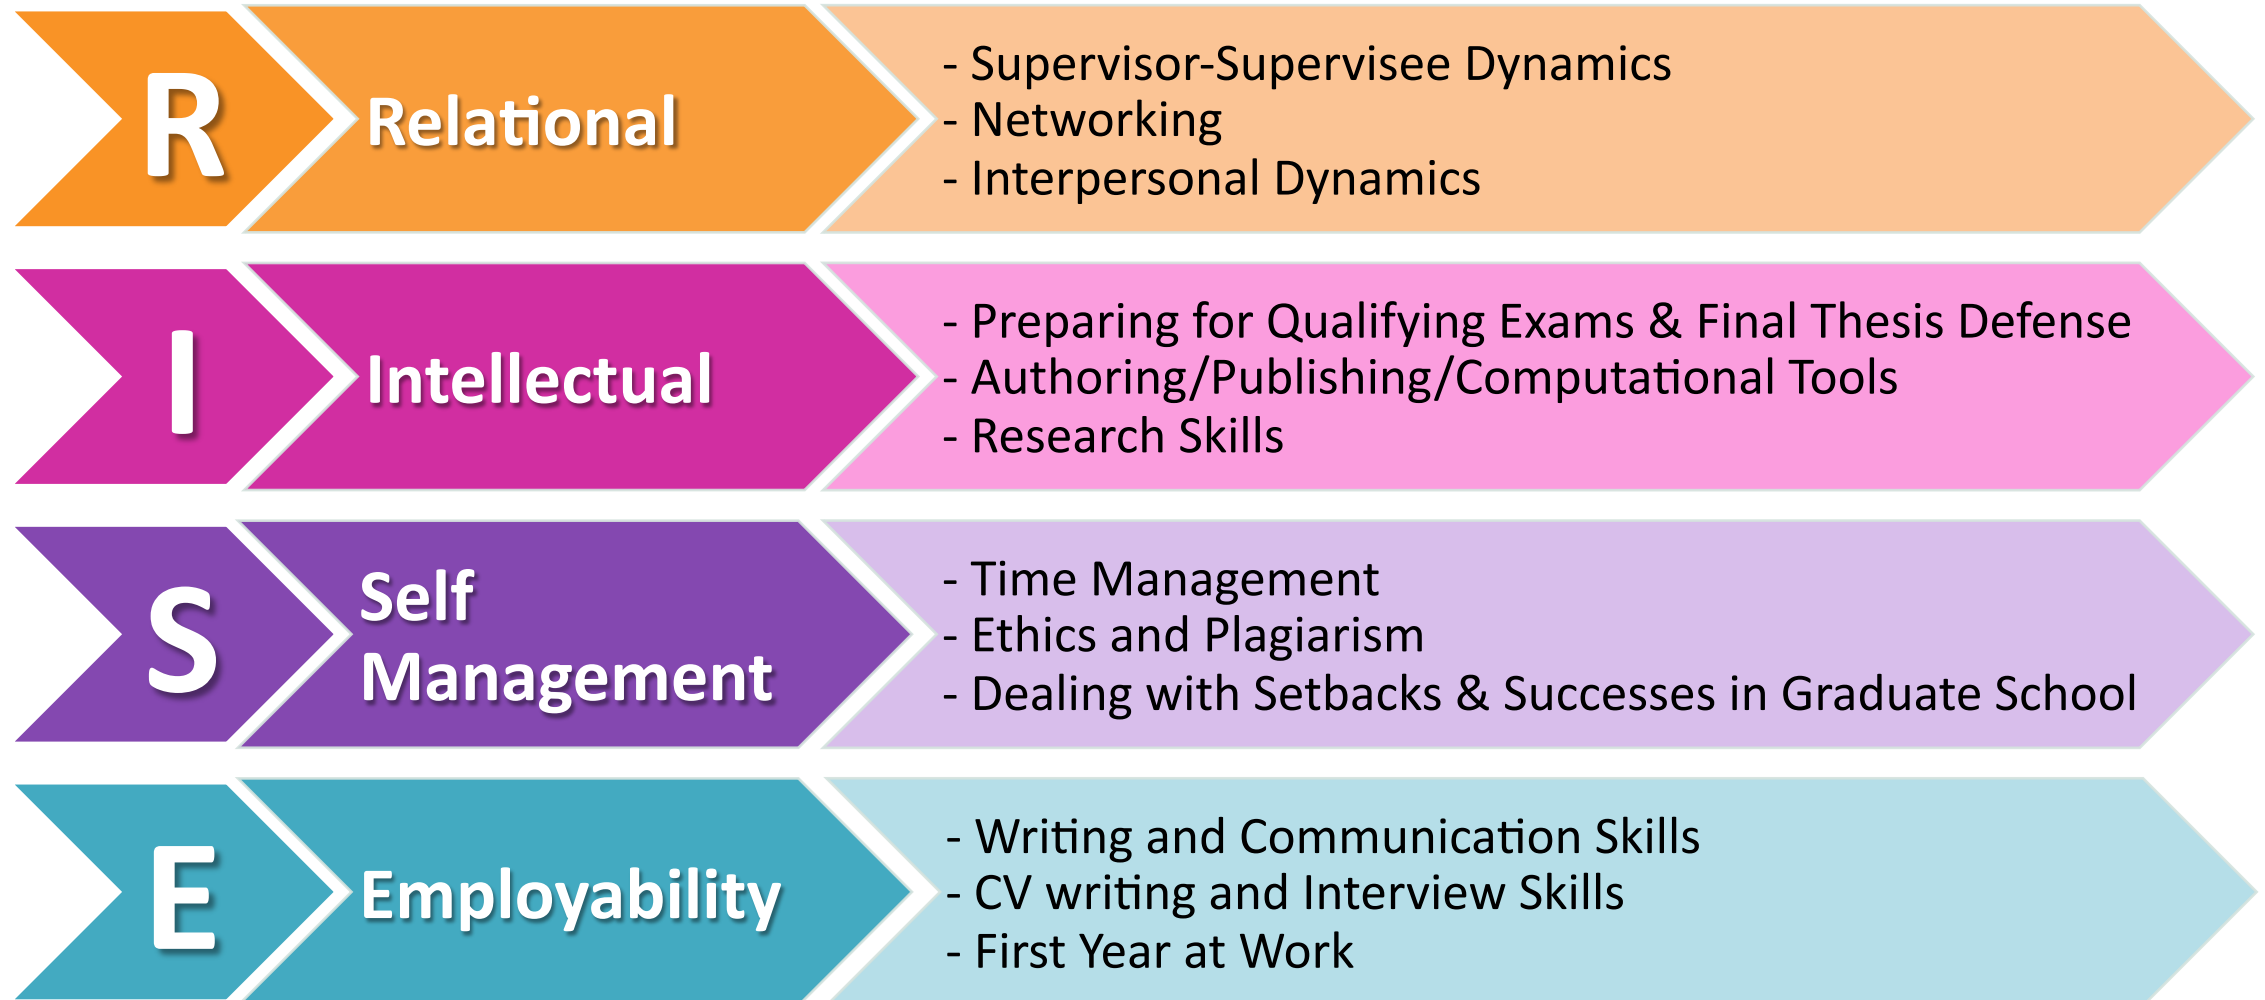 R
Relational
- Supervisor-Supervisee Dynamics
- Networking
- Interpersonal Dynamics
I
Intellectual
- Preparing for Qualifying Exams & Final Thesis Defense
- Authoring/Publishing/Computational Tools
- Research Skills
S
Self
Management
- Time Management
- Ethics and Plagiarism
- Dealing with Setbacks & Successes in Graduate School
E
Employability
- Writing and Communication Skills
- CV writing and Interview Skills
- First Year at Work